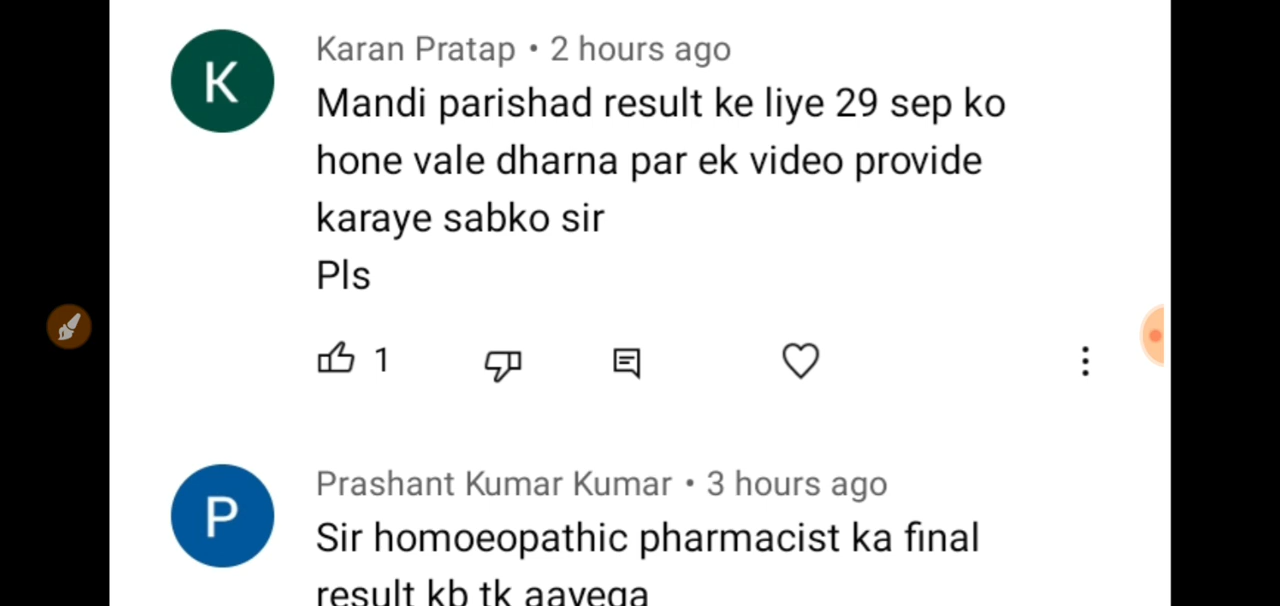 K
Karan Pratap • 2 hours ago
Mandi parishad result ke liye 29 sep ko
hone vale dharna par ek video provide
karaye sabko sir
Pls
1
P
Prashant Kumar Kumar • 3 hours ago
Sir homoeopathic pharmacist ka final
result kb tk aayega